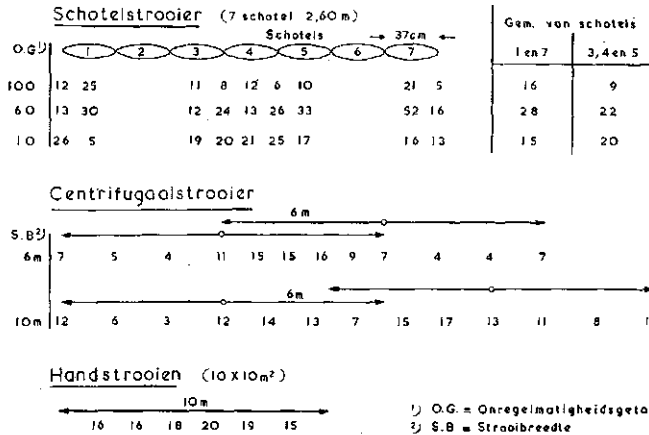 Schotelstrooier (7 schotel 2,60 m)
Schotels 37cm
Gem. van schotels
O.G.¹) 1 2 3 4 5 6 7 1 en 7 3, 4 en 5
100 12 25 11 8 12 6 10 21 5 16 9
60 13 30 12 24 13 26 33 52 16 28 22
10 26 5 19 20 21 25 17 16 13 15 20
Centrifugaalstrooier
6m
S.B²)
6m 7 5 4 11 15 15 16 9 7 4 4 7
6m
10m 12 6 3 12 14 13 7 15 17 13 11 8
Handstrooien (10 x 10 m²)
10m
16 16 18 20 19 15
¹) O.G. = Onregelmatigheidsgeta
²) S.B = Strooibreedte